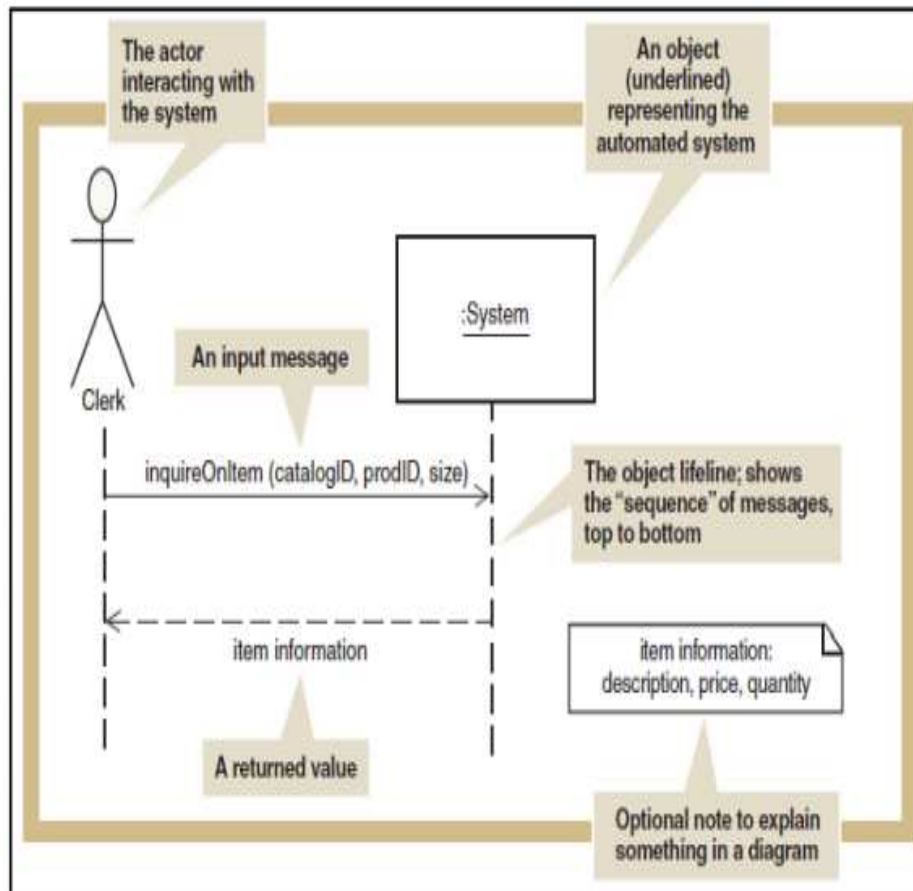 The actor
interacting with
the system
An object
(underlined)
representing the
automated system
:System
An input message
Clerk
inquireOnItem (catalogID, prodID, size)
The object lifeline; shows
the “sequence” of messages,
top to bottom
item information
item information:
description, price, quantity
A returned value
Optional note to explain
something in a diagram